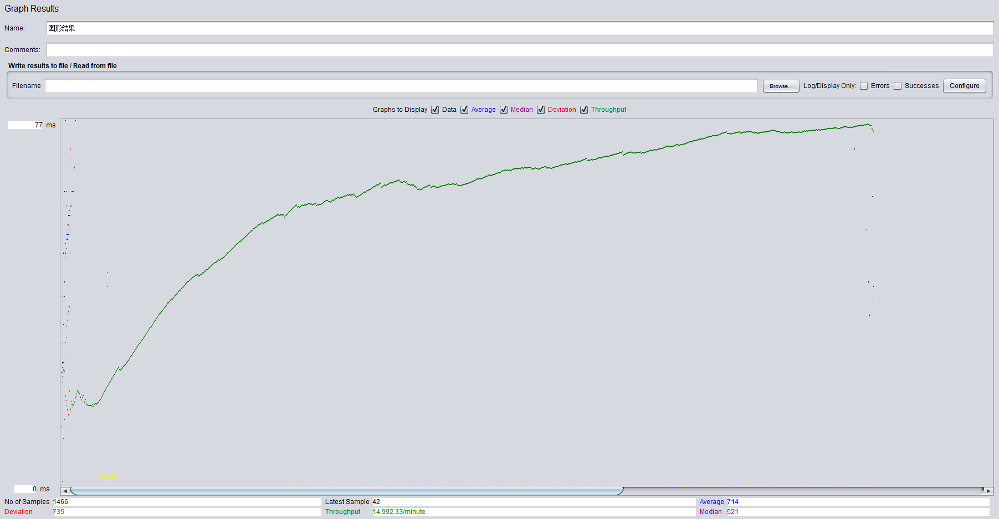 Graph Results
Name: 图形结果
Comments:
Write results to file / Read from file
Filename Browse... Log/Display Only: Errors Successes Configure
Graphs to Display Data Average Median Deviation Throughput
77 ms
0 ms
No of Samples 1466 Latest Sample 42 Average 714
Deviation 735 Throughput 14,992.33/minute Median 521